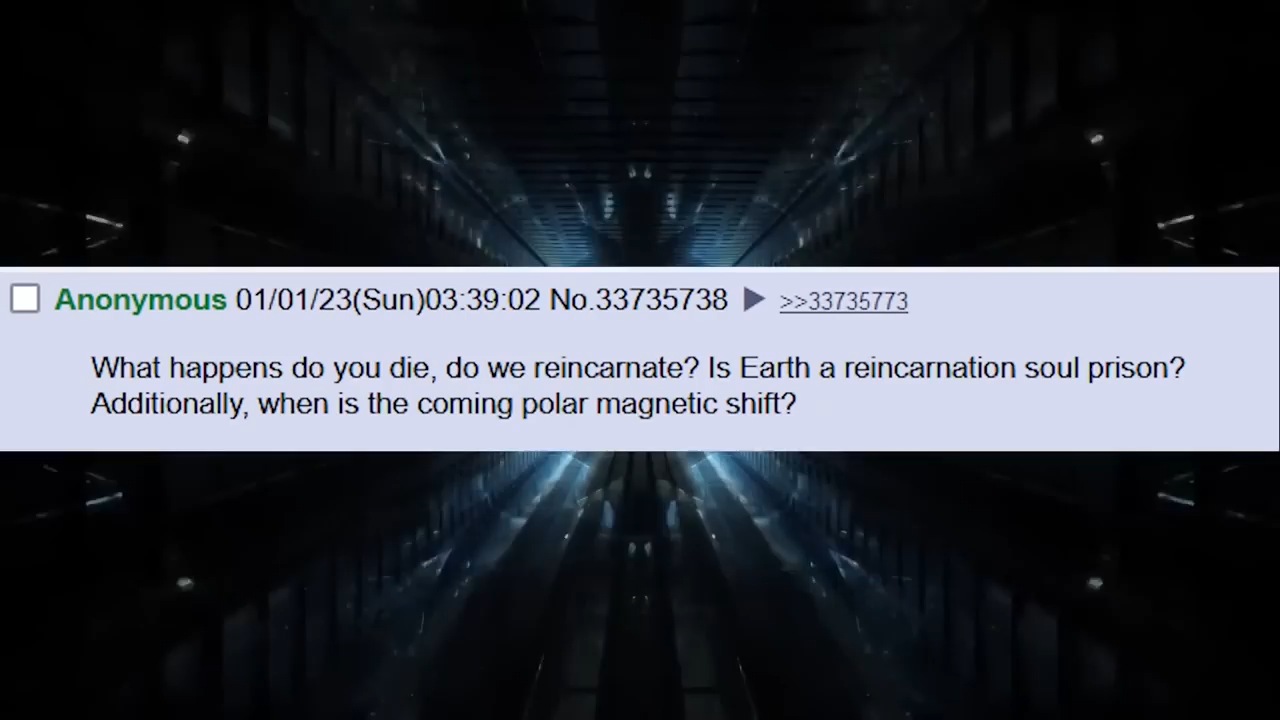 Anonymous 01/01/23(Sun)03:39:02 No.33735738 ▶ >>33735773
What happens do you die, do we reincarnate? Is Earth a reincarnation soul prison?
Additionally, when is the coming polar magnetic shift?